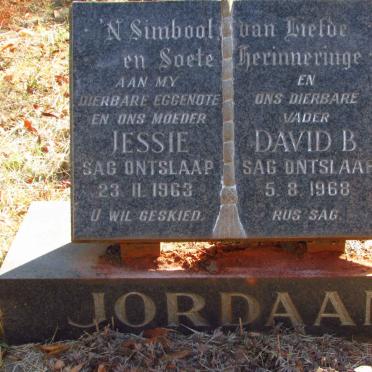 'N Simbool van Liefde
en Soete Herinneringe
AAN MY
DIERBARE EGGENOTE
EN ONS MOEDER
JESSIE
SAG ONTSLAAP
23.11.1963
U WIL GESKIED.
EN
ONS DIERBARE
VADER
DAVID B.
SAG ONTSLAAP
5.8.1968
RUS SAG.
JORDAAN